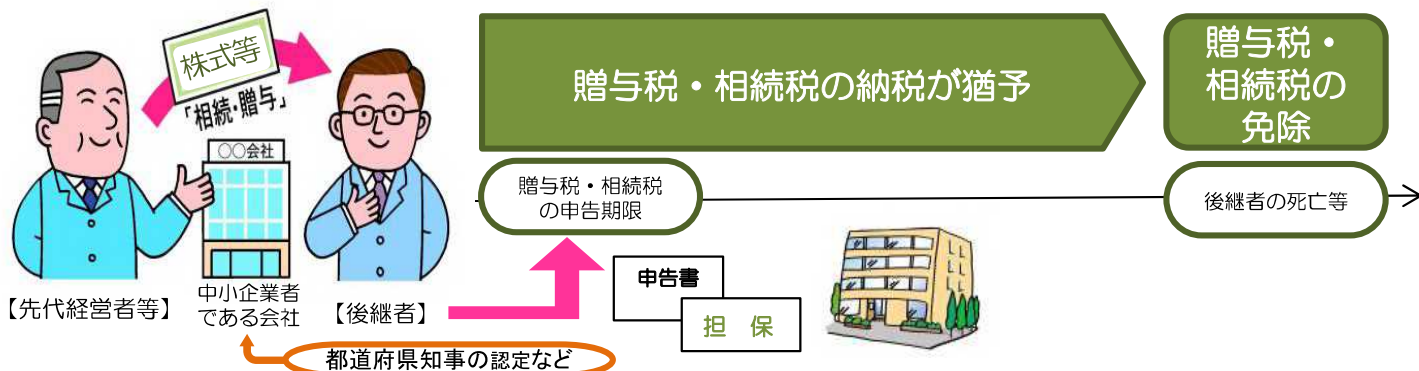 株式等
「相続・贈与」
○○会社
【先代経営者等】
中小企業者
である会社
【後継者】
都道府県知事の認定など
贈与税・相続税の納税が猶予
贈与税・
相続税の
免除
贈与税・相続税
の申告期限
後継者の死亡等
申告書
担 保